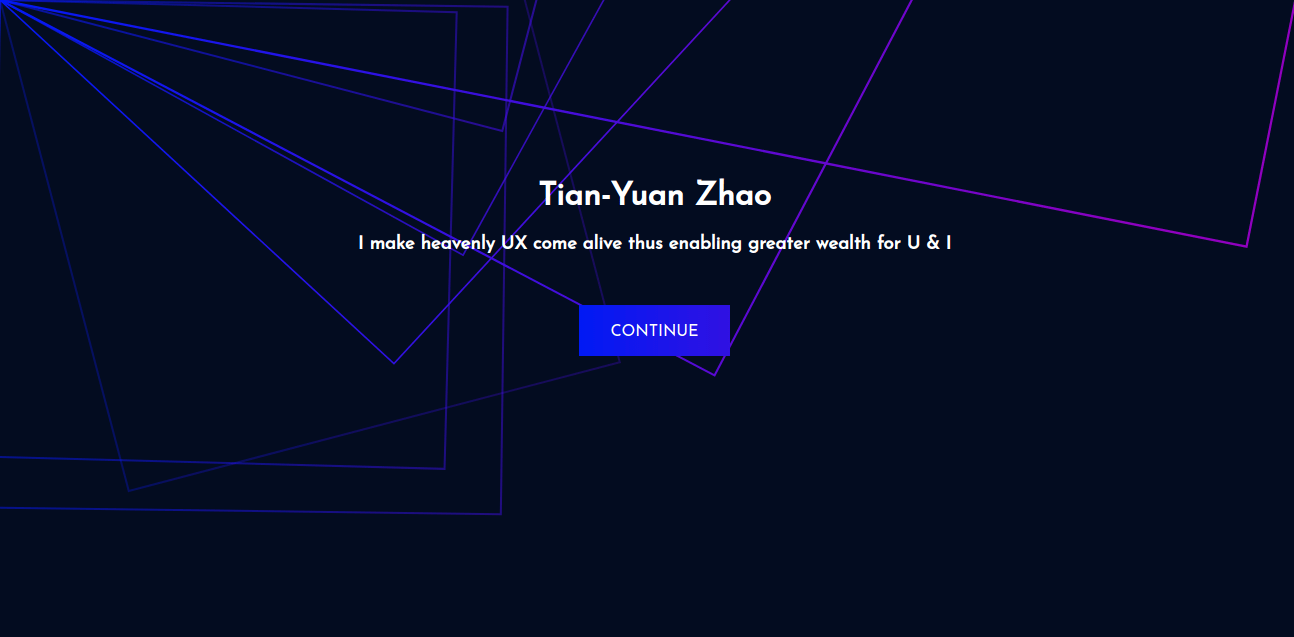 Tian-Yuan Zhao
I make heavenly UX come alive thus enabling greater wealth for U & I
CONTINUE